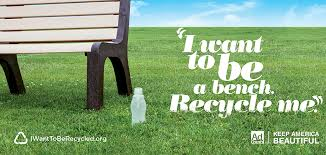 "I want
to be
a bench.
Recycle me."
IWantToBeRecycled.org
Ad
Council
KEEP AMERICA
BEAUTIFUL